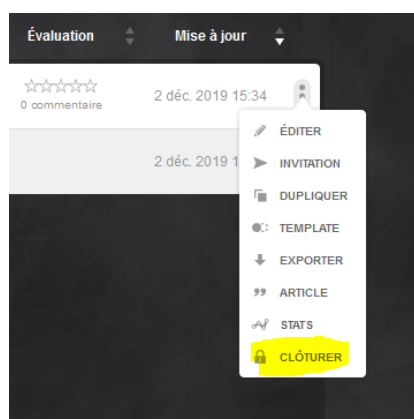 Évaluation Mise à jour
0 commentaire
2 déc. 2019 15:34
2 déc. 2019 1
ÉDITER
INVITATION
DUPLIQUER
TEMPLATE
EXPORTER
ARTICLE
STATS
CLÔTURER